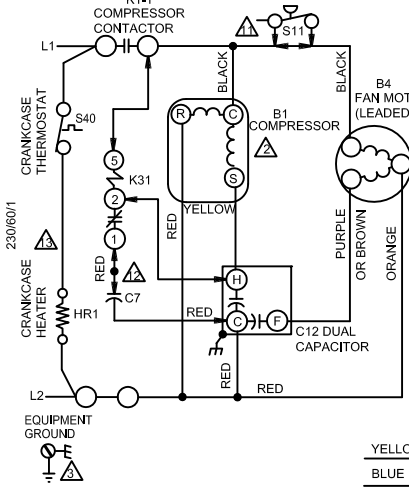 K1-1
COMPRESSOR
CONTACTOR
L1
11
S11
BLACK
BLACK
B4
FAN MOT
(LEADED
S40
CRANKCASE
THERMOSTAT
R
C
B1
COMPRESSOR
2
5
K31
2
S
YELLOW
1
230/60/1
13
RED
12
RED
PURPLE
OR BROWN
ORANGE
H
CRANKCASE
HEATER
HR1
C7
RED
C
F
C12 DUAL
CAPACITOR
RED
RED
L2
EQUIPMENT
GROUND
3
YELLO
BLUE